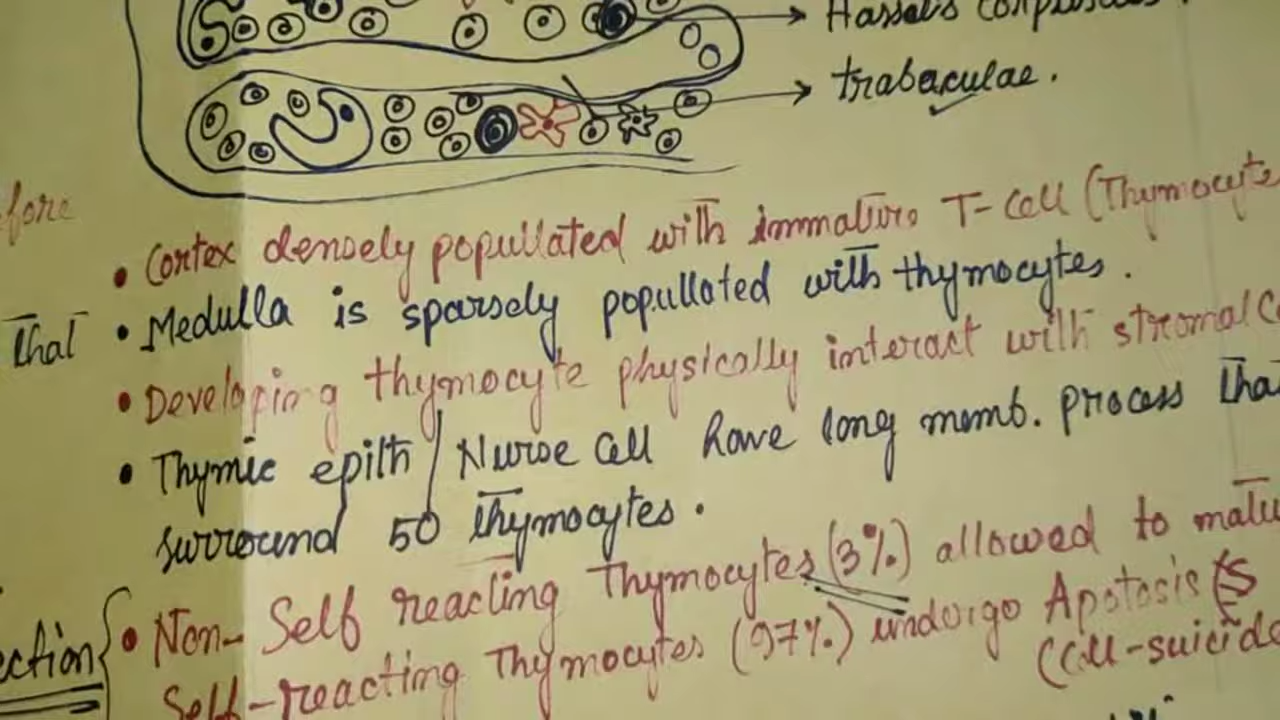 Hassal's corpuscles.
trabaculae.
efore
• Cortex densely popullated with immature T-Cell (Thymocyte
That • Medulla is sparsely popullated with thymocytes.
• Developing thymocyte physically interact with stromal C
• Thymic epith / Nurse Cell have long memb. process tha
surround 50 thymocytes.
ection { • Non-Self reacting Thymocytes (3%) allowed to matu
Self-reacting Thymocytes (97%) undergo Apotosis (S
(Cell-suicide